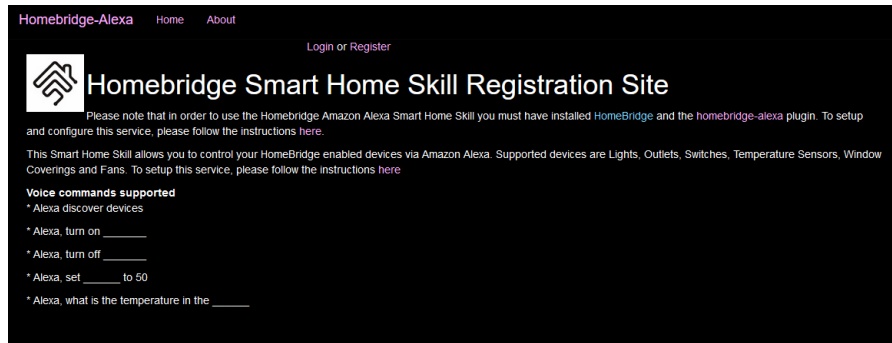 Homebridge-Alexa Home About
Login or Register
Homebridge Smart Home Skill Registration Site
Please note that in order to use the Homebridge Amazon Alexa Smart Home Skill you must have installed HomeBridge and the homebridge-alexa plugin. To setup
and configure this service, please follow the instructions here.
This Smart Home Skill allows you to control your HomeBridge enabled devices via Amazon Alexa. Supported devices are Lights, Outlets, Switches, Temperature Sensors, Window
Coverings and Fans. To setup this service, please follow the instructions here
Voice commands supported
* Alexa discover devices
* Alexa, turn on _______
* Alexa, turn off _______
* Alexa, set ______ to 50
* Alexa, what is the temperature in the ______